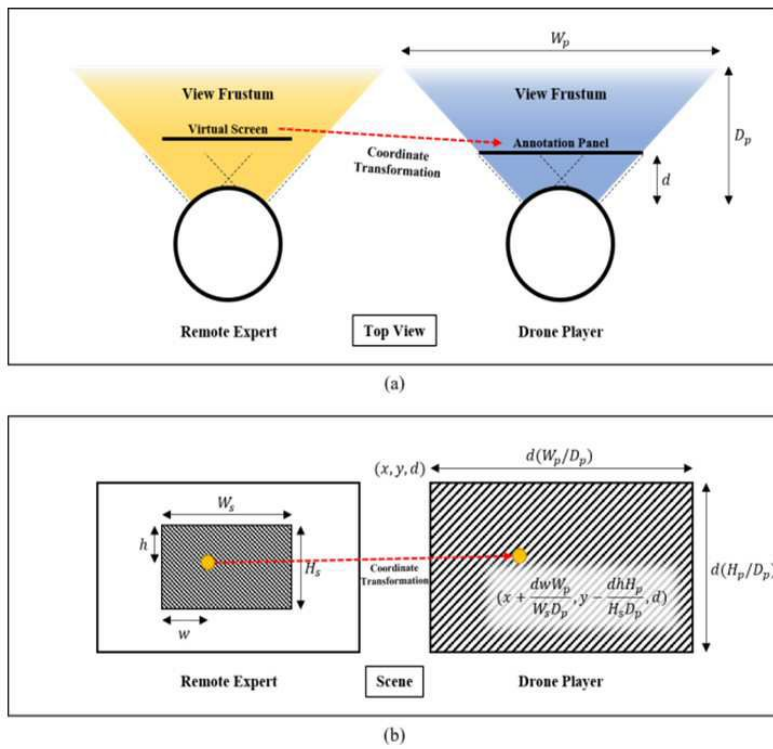 W_p
View Frustum
View Frustum
Virtual Screen
Annotation Panel
D_p
Coordinate
Transformation
d
Remote Expert
Top View
Drone Player
(a)
(x, y, d)
d(W_p/D_p)
W_s
h
H_s
Coordinate
Transformation
d(H_p/D_p)
(x + dwW_p/W_sD_p, y − dhH_p/H_sD_p, d)
w
Remote Expert
Scene
Drone Player
(b)